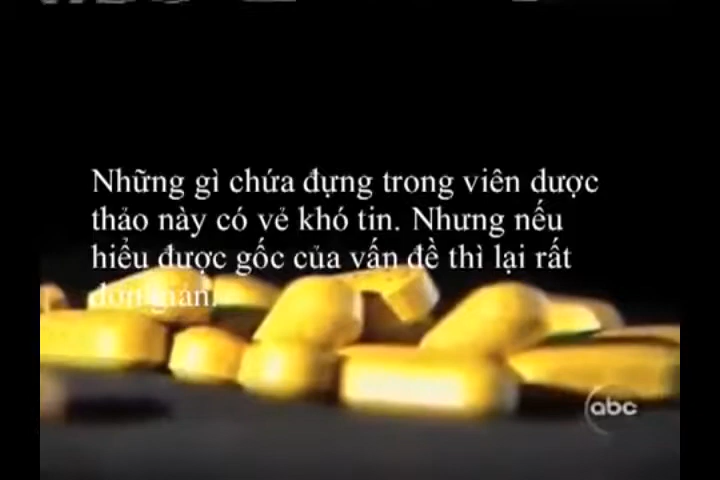 Những gì chứa đựng trong viên dược
thảo này có vẻ khó tin. Nhưng nếu
hiểu được gốc của vấn đề thì lại rất
đơn giản.
abc